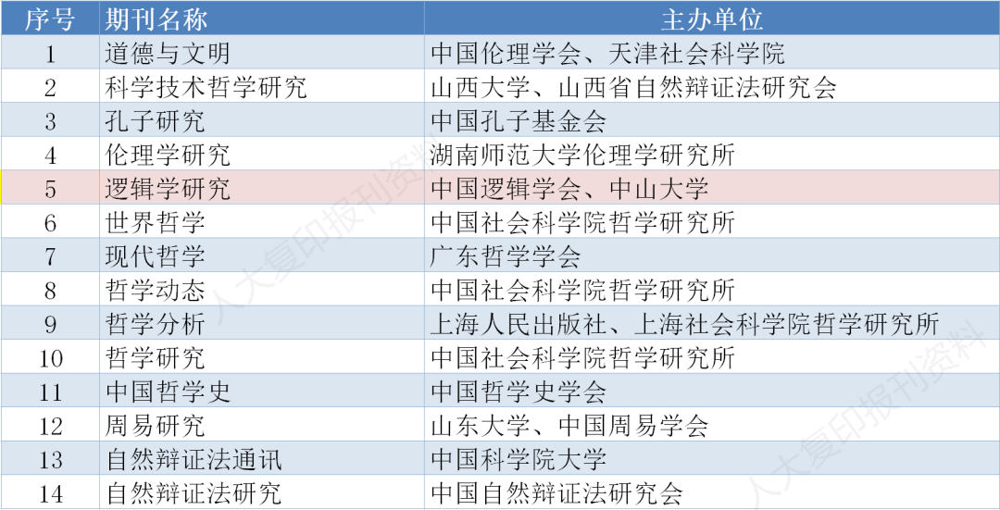 序号 期刊名称 主办单位
1 道德与文明 中国伦理学会、天津社会科学院
2 科学技术哲学研究 山西大学、山西省自然辩证法研究会
3 孔子研究 中国孔子基金会
4 伦理学研究 湖南师范大学伦理学研究所
5 逻辑学研究 中国逻辑学会、中山大学
6 世界哲学 中国社会科学院哲学研究所
7 现代哲学 广东哲学学会
8 哲学动态 中国社会科学院哲学研究所
9 哲学分析 上海人民出版社、上海社会科学院哲学研究所
10 哲学研究 中国社会科学院哲学研究所
11 中国哲学史 中国哲学史学会
12 周易研究 山东大学、中国周易学会
13 自然辩证法通讯 中国科学院大学
14 自然辩证法研究 中国自然辩证法研究会
人大复印报刊资料
人大复印报刊资料